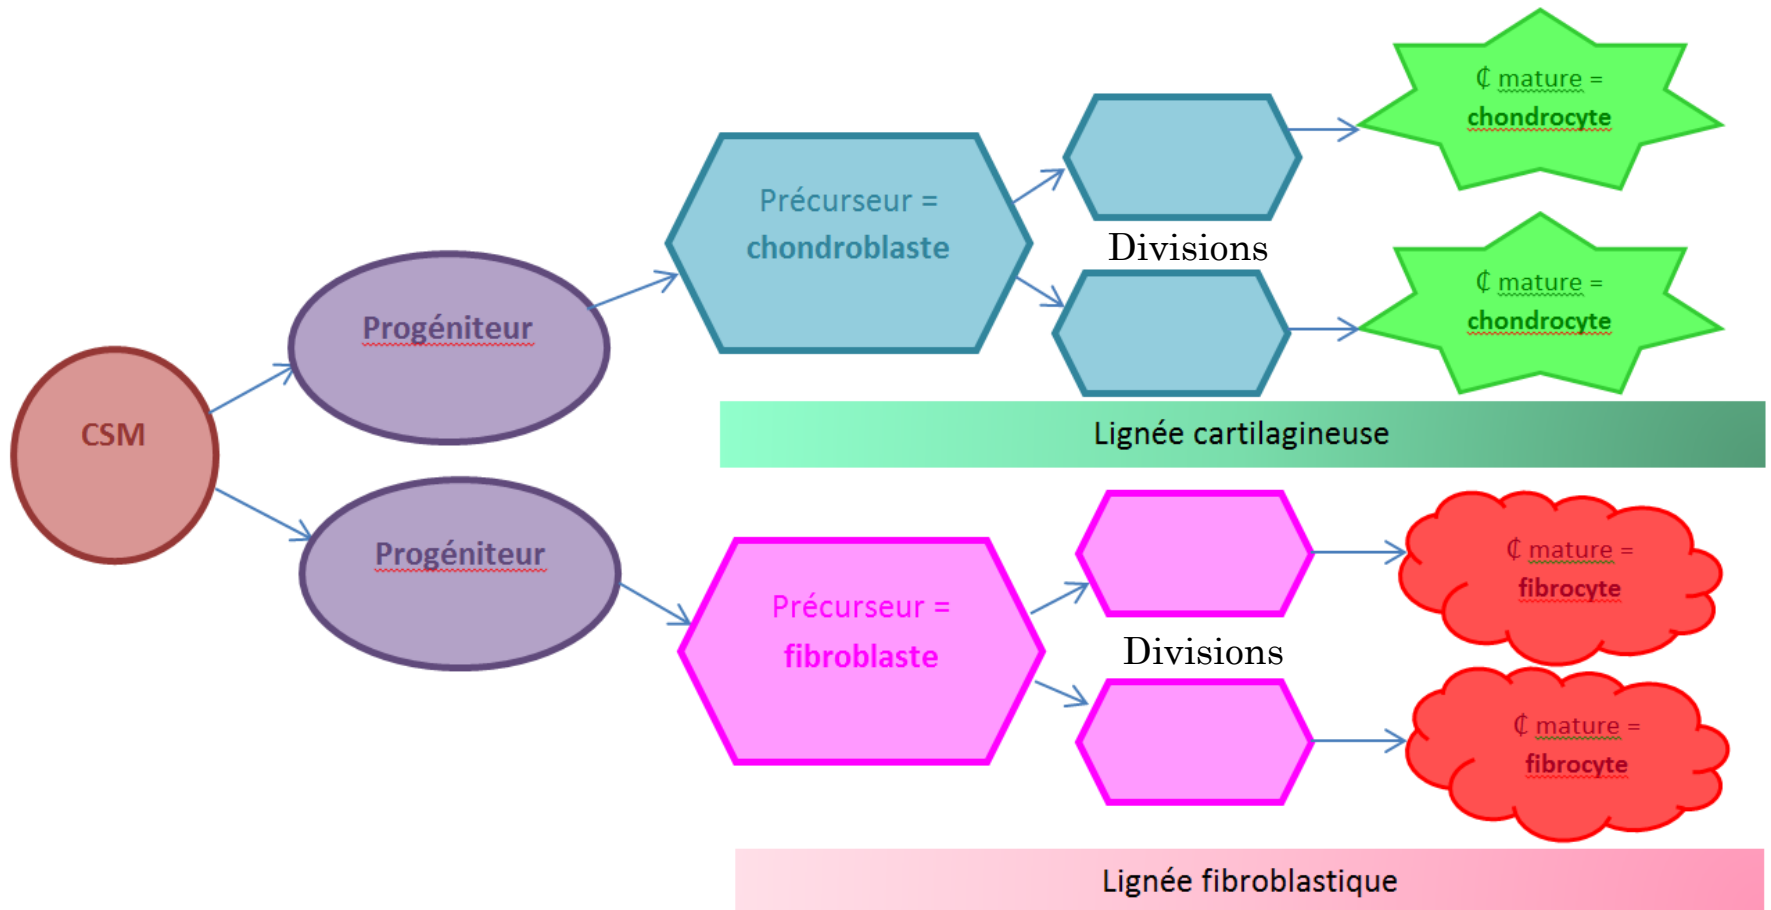 CSM
Progéniteur
Progéniteur
Précurseur =
chondroblaste
Divisions
₵ mature =
chondrocyte
₵ mature =
chondrocyte
Lignée cartilagineuse
Précurseur =
fibroblaste
Divisions
₵ mature =
fibrocyte
₵ mature =
fibrocyte
Lignée fibroblastique